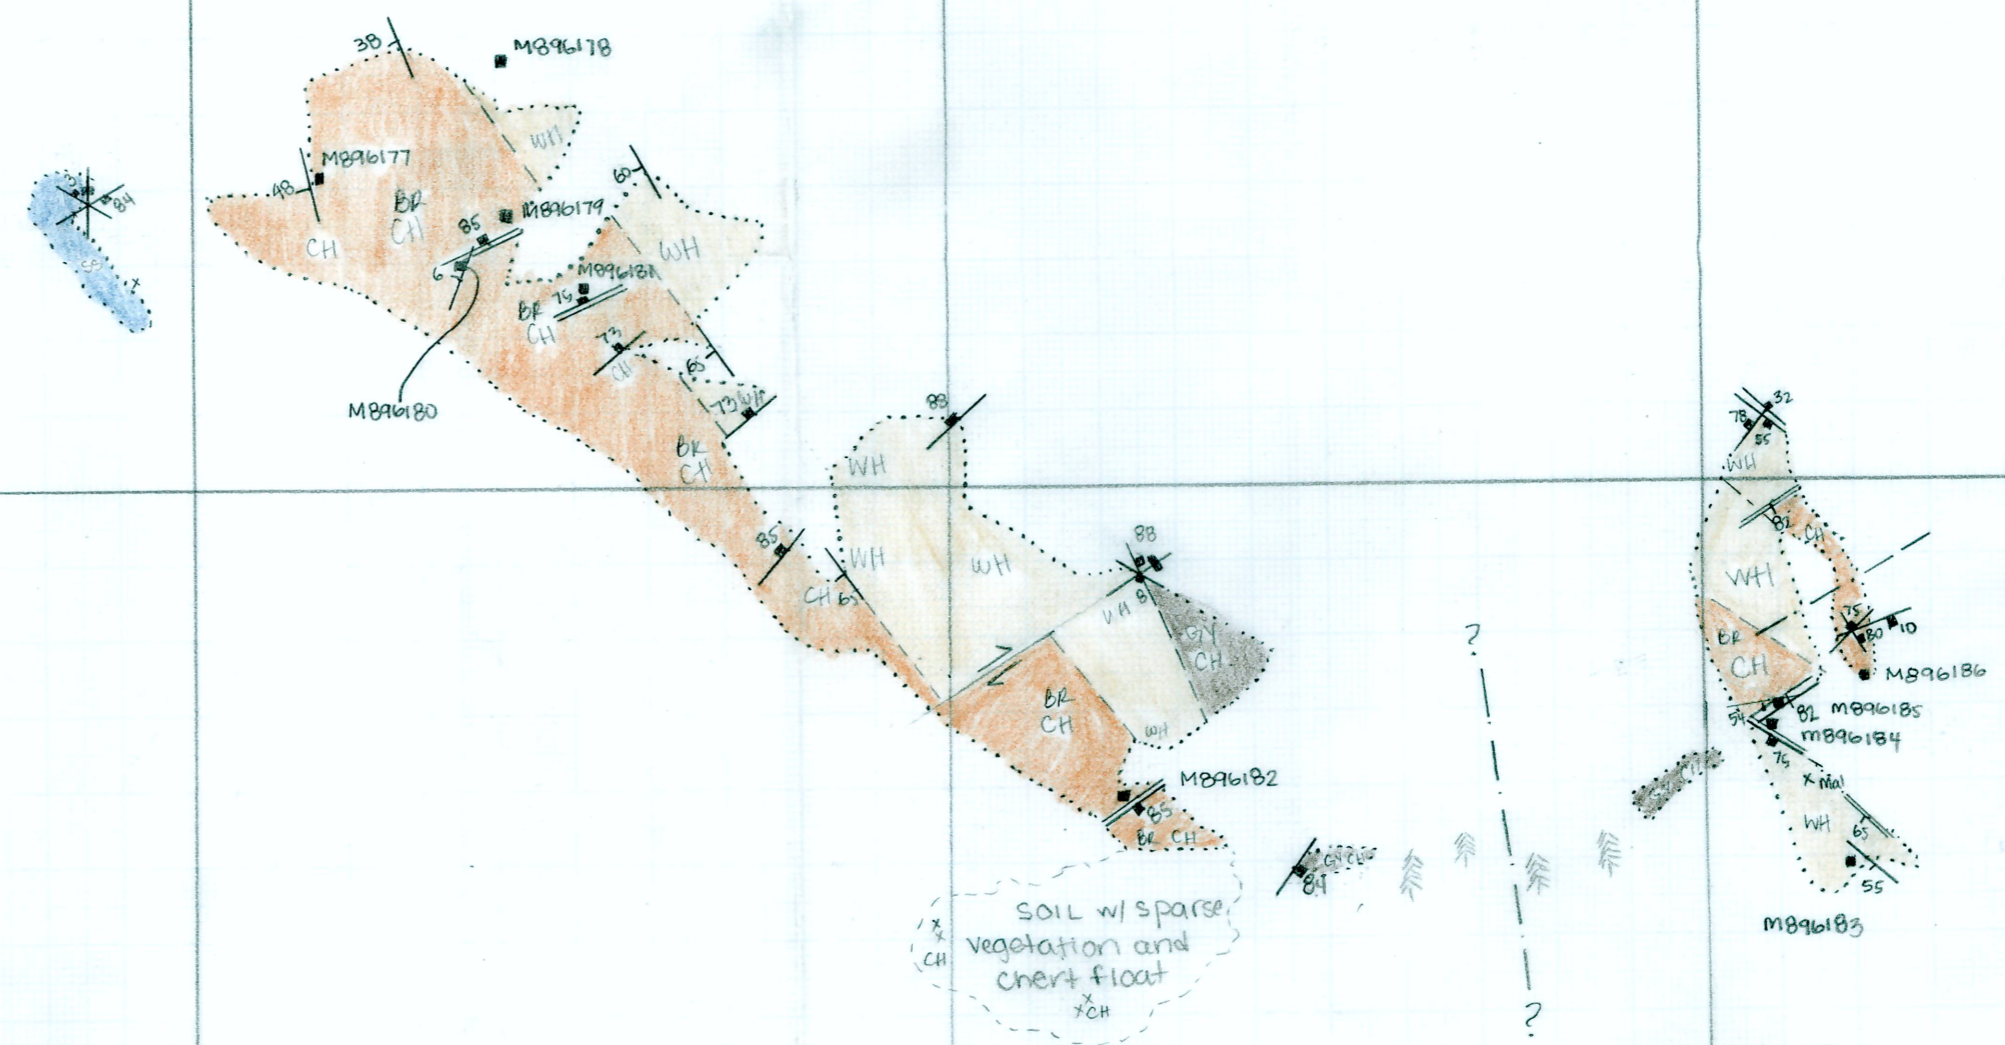 38
M896178
WH
M896177
48
BR
CH
CH
84
85
M896179
6
60
WH
M896181
75
BR
CH
73
CH
65
73
WH
M896180
BR
CH
88
WH
85
WH
WH
CH
65
88
8
WH
GY
CH
BR
CH
WH
M896182
85
BR CH
SOIL w/ sparse
vegetation and
chert float
CH
CH
GY CH
84
?
?
32
78
55
WH
82
CH
WH
75
80
10
BR
CH
M896186
54
82
M896185
M896184
75
mal
WH
65
55
M896183